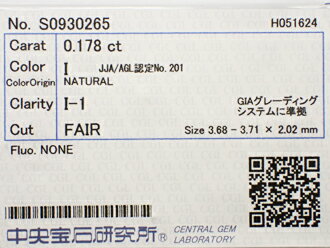 No. S0930265 H051624
Carat 0.178 ct
Color I JJA/AGL認定No.201
ColorOrigin NATURAL
Clarity I-1 GIAグレーディング
システムに準拠
Cut FAIR Size 3.68 - 3.71 × 2.02 mm
Fluo. NONE
中央宝石研究所 CENTRAL GEM
LABORATORY